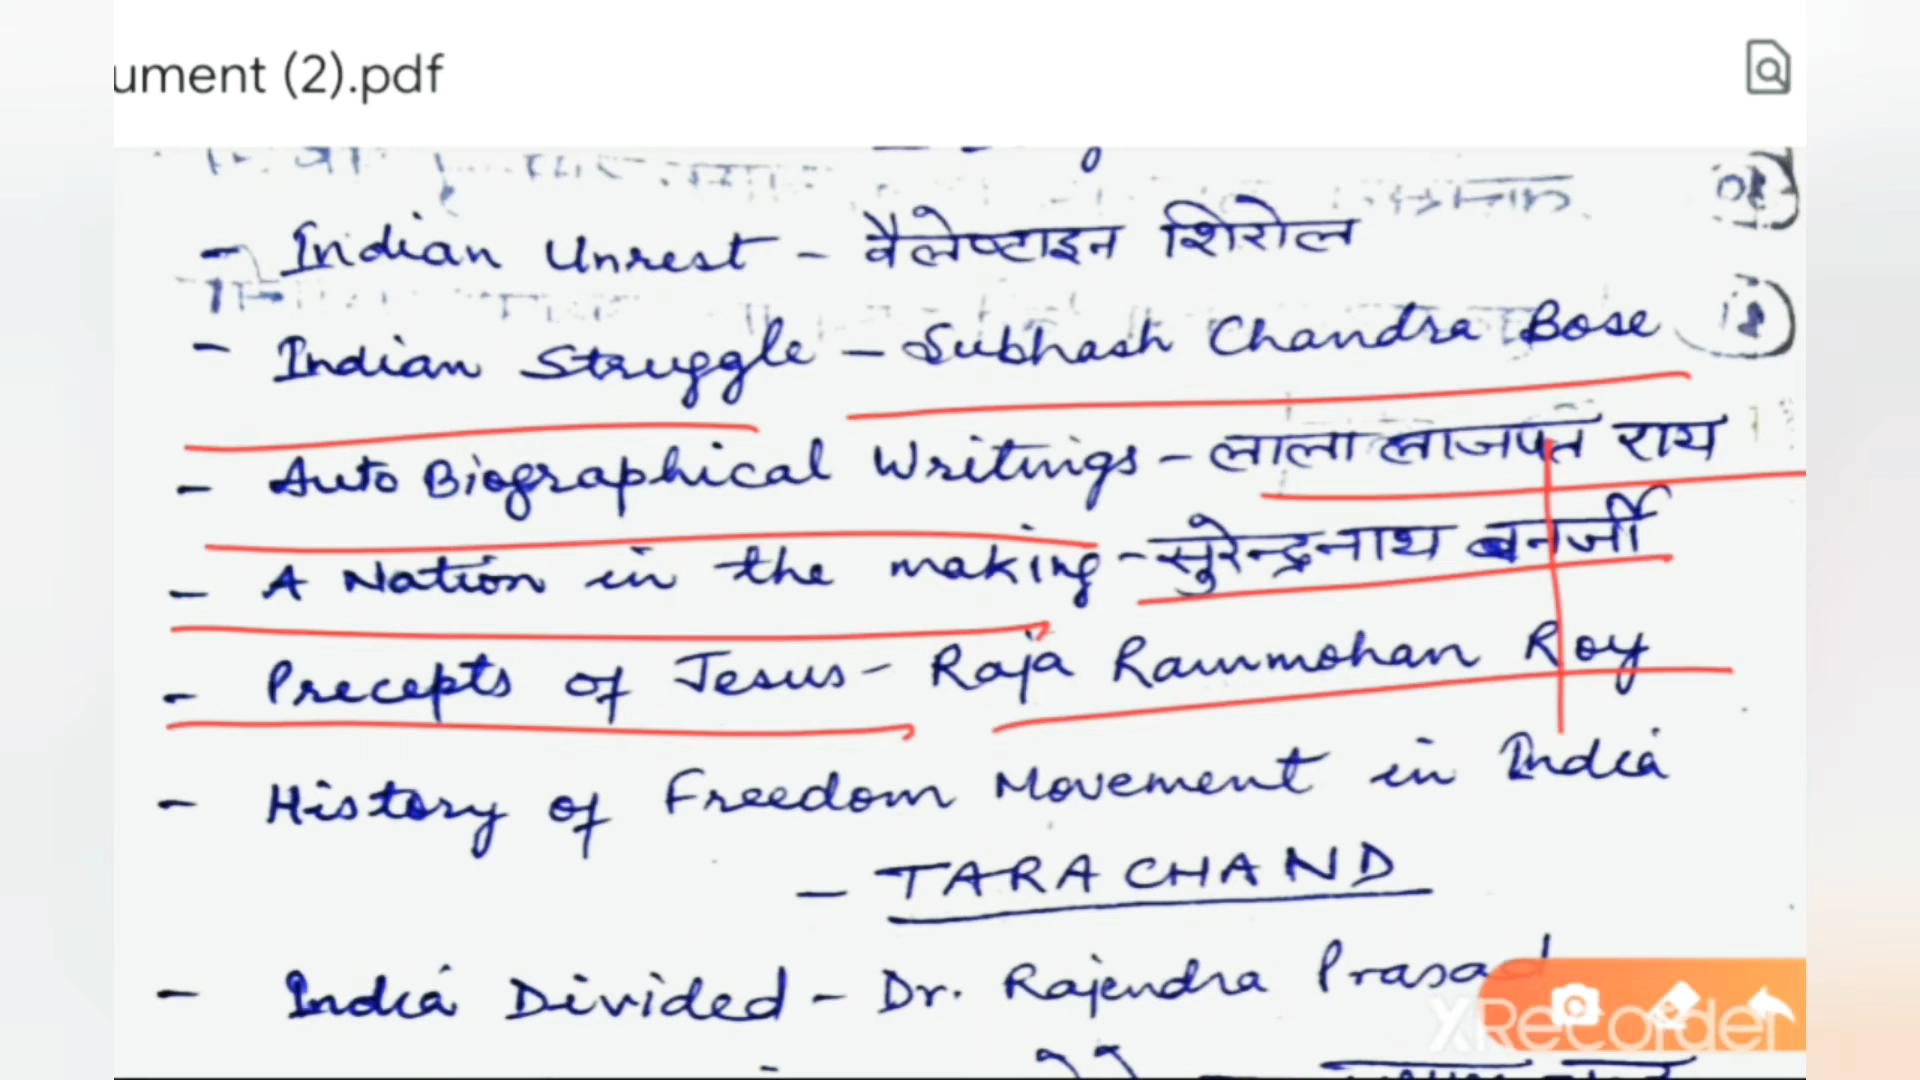 ument (2).pdf
- Indian Unrest - वैलेण्टाइन शिरोल
- Indian Struggle - Subhash Chandra Bose
- Auto Biographical Writings - लाला लाजपत राय
- A Nation in the making - सुरेन्द्रनाथ बनर्जी
- Precepts of Jesus - Raja Rammohan Roy
- History of Freedom Movement in India
- TARACHAND
- India Divided - Dr. Rajendra Prasad
XRecorder